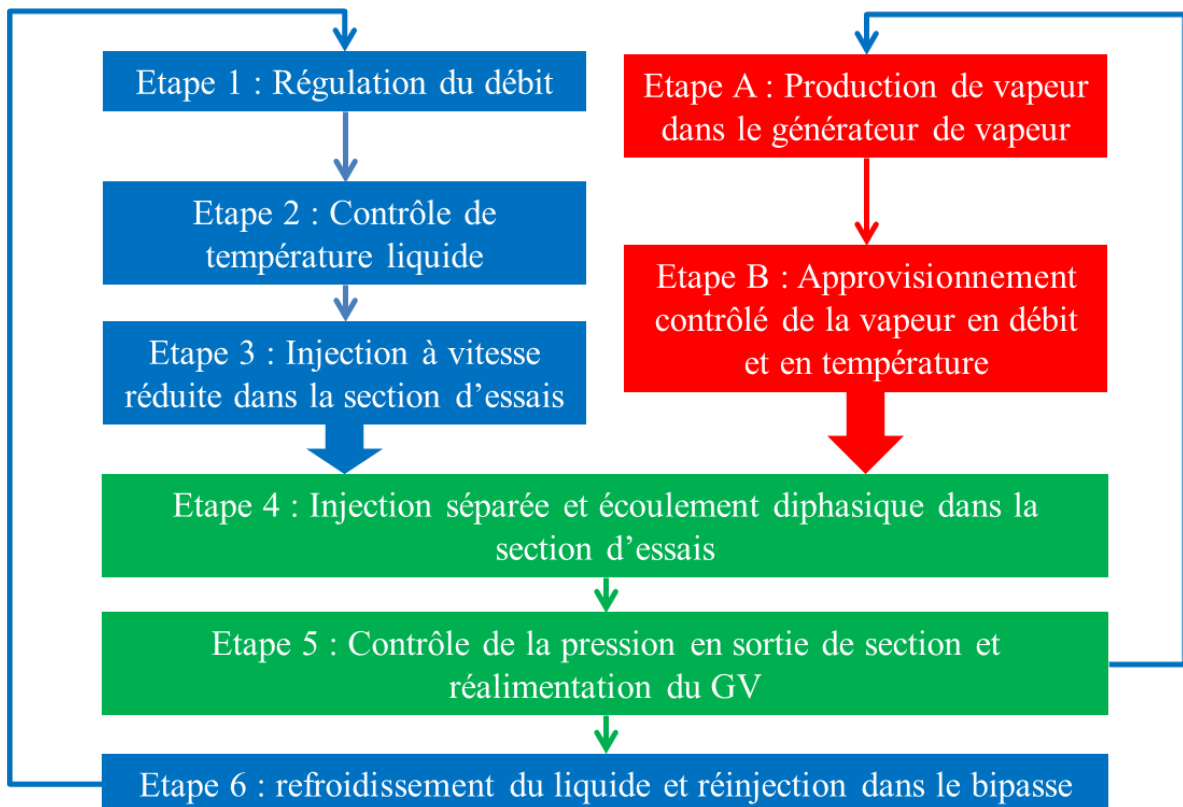 Etape 1 : Régulation du débit
Etape A : Production de vapeur
dans le générateur de vapeur
Etape 2 : Contrôle de
température liquide
Etape B : Approvisionnement
contrôlé de la vapeur en débit
et en température
Etape 3 : Injection à vitesse
réduite dans la section d’essais
Etape 4 : Injection séparée et écoulement diphasique dans la
section d’essais
Etape 5 : Contrôle de la pression en sortie de section et
réalimentation du GV
Etape 6 : refroidissement du liquide et réinjection dans le bipasse